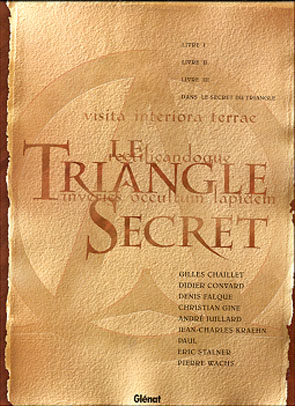 LIVRE I
LIVRE II
LIVRE III
DANS LE SECRET DU TRIANGLE
visita interiora terrae
LE
rectificandoque
TRIANGLE
invenies occultum lapidem
SECRET
GILLES CHAILLET
DIDIER CONVARD
DENIS FALQUE
CHRISTIAN GINE
ANDRÉ JUILLARD
JEAN-CHARLES KRAEHN
PAUL
ERIC STALNER
PIERRE WACHS
Glénat